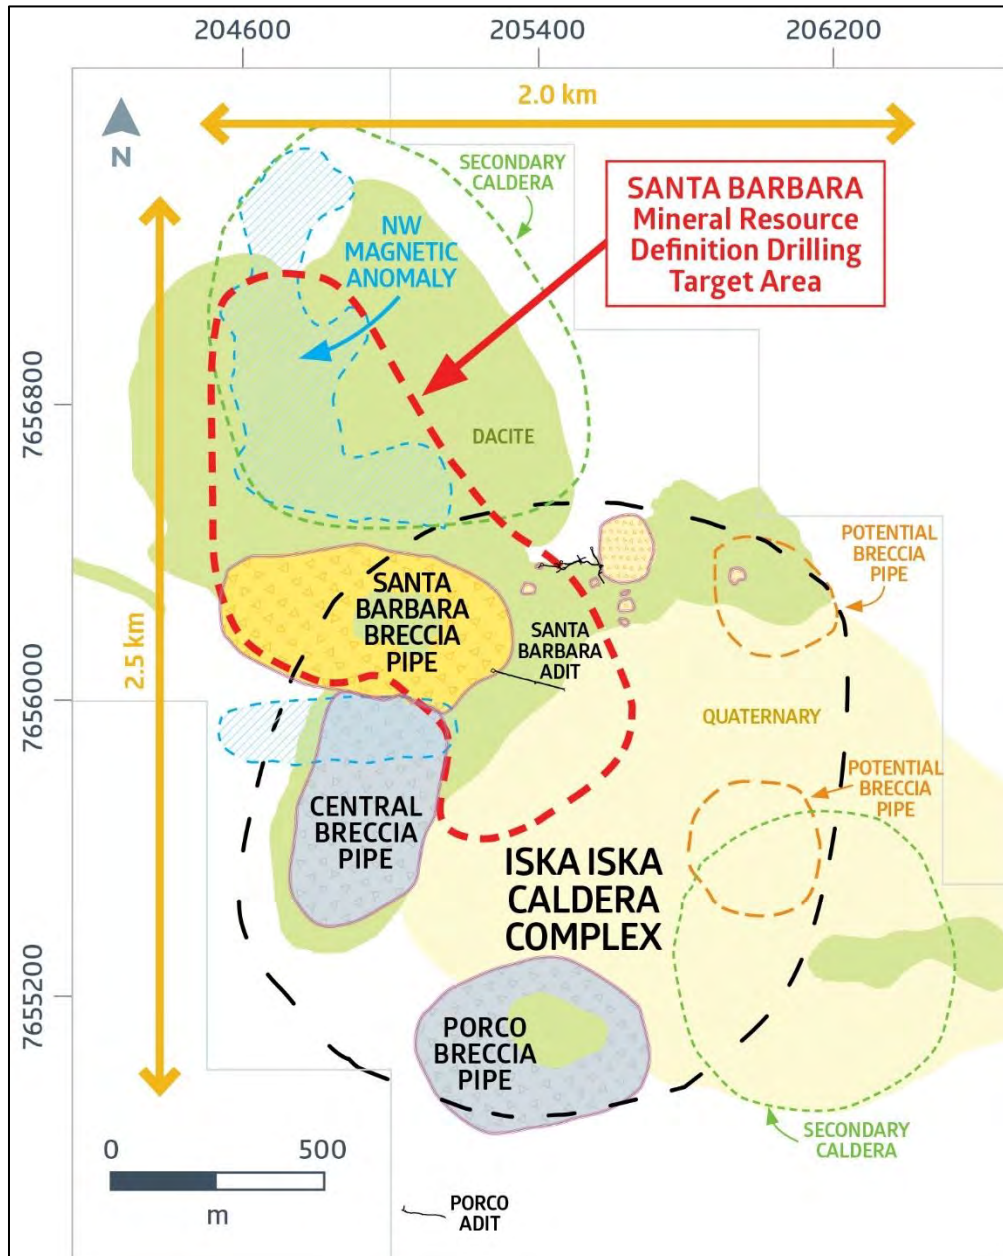 204600
205400
206200
2.0 km
N
SECONDARY
CALDERA
SANTA BARBARA
Mineral Resource
Definition Drilling
Target Area
NW
MAGNETIC
ANOMALY
7656800
DACITE
POTENTIAL
BRECCIA
PIPE
SANTA
BARBARA
BRECCIA
PIPE
SANTA
BARBARA
ADIT
2.5 km
7656000
QUATERNARY
POTENTIAL
BRECCIA
PIPE
CENTRAL
BRECCIA
PIPE
ISKA ISKA
CALDERA
COMPLEX
7655200
PORCO
BRECCIA
PIPE
SECONDARY
CALDERA
0 500
m
PORCO
ADIT